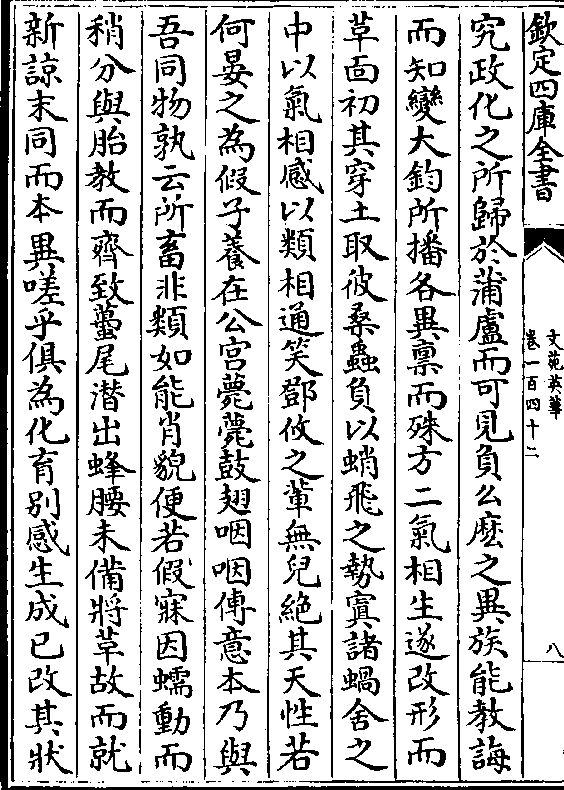 欽定四庫全書
文苑英華
卷一百四十二
八
究政化之所歸於蒲盧而可見負公麽之異族能教誨
而知變大鈞所播各異稟而殊方二氣相生遂改形而
草面初其穿土取彼桑蟲負以蛸飛之勢寘諸蝸舍之
中以氣相感以類相通笑鄧攸之輩無兒絶其天性若
何晏之為假子養在公宫薨薨鼓翅咽咽傳意本乃與
吾同物孰云所畜非類如能肖貌便若假寐因蠕動而
稍分與胎教而齊致蠆尾潛出蜂腰未備將草故而就
新諒末同而本異嗟乎俱為化育别感生成已改其狀